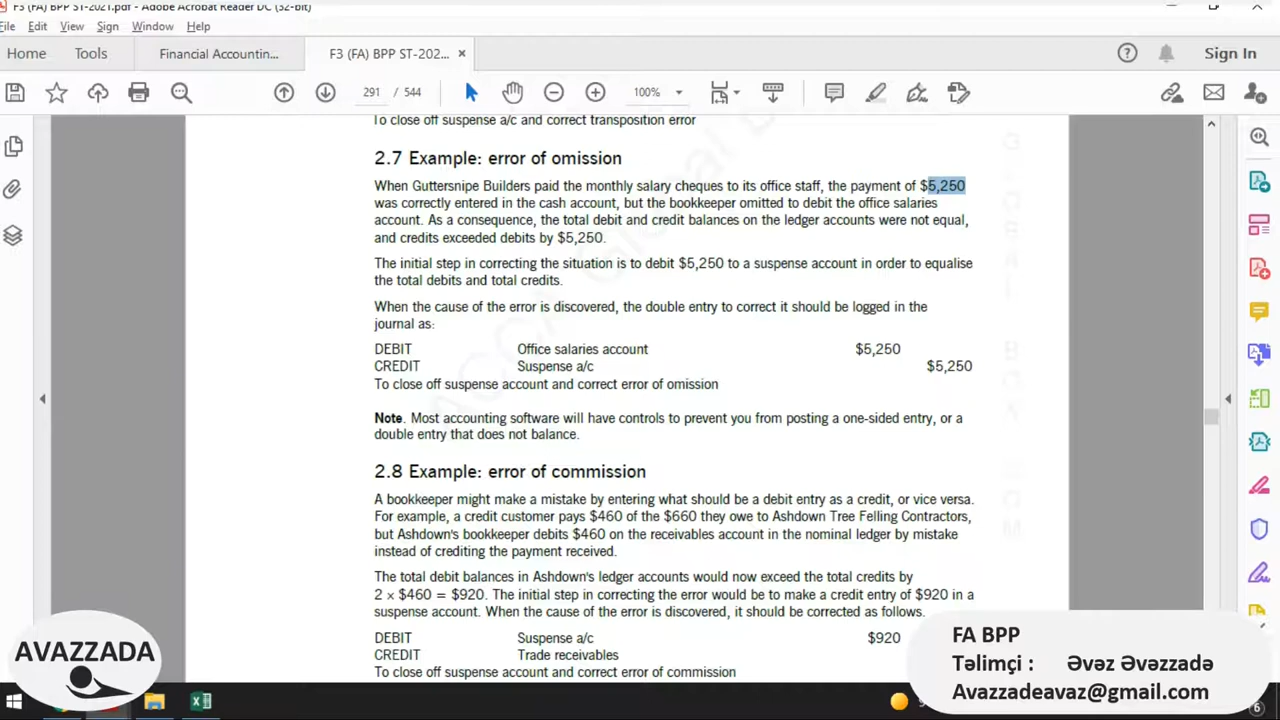 F3 (FA) BPP ST-2021.pdf - Adobe Acrobat Reader DC (32-bit)
File Edit View Sign Window Help
Home Tools Financial Accountin... F3 (FA) BPP ST-202... × Sign In
291 / 544 100%
To close off suspense a/c and correct transposition error
2.7 Example: error of omission
When Guttersnipe Builders paid the monthly salary cheques to its office staff, the payment of $5,250
was correctly entered in the cash account, but the bookkeeper omitted to debit the office salaries
account. As a consequence, the total debit and credit balances on the ledger accounts were not equal,
and credits exceeded debits by $5,250.
The initial step in correcting the situation is to debit $5,250 to a suspense account in order to equalise
the total debits and total credits.
When the cause of the error is discovered, the double entry to correct it should be logged in the
journal as:
DEBIT Office salaries account $5,250
CREDIT Suspense a/c $5,250
To close off suspense account and correct error of omission
Note. Most accounting software will have controls to prevent you from posting a one-sided entry, or a
double entry that does not balance.
2.8 Example: error of commission
A bookkeeper might make a mistake by entering what should be a debit entry as a credit, or vice versa.
For example, a credit customer pays $460 of the $660 they owe to Ashdown Tree Felling Contractors,
but Ashdown's bookkeeper debits $460 on the receivables account in the nominal ledger by mistake
instead of crediting the payment received.
The total debit balances in Ashdown's ledger accounts would now exceed the total credits by
2 × $460 = $920. The initial step in correcting the error would be to make a credit entry of $920 in a
suspense account. When the cause of the error is discovered, it should be corrected as follows.
DEBIT Suspense a/c $920
CREDIT Trade receivables
To close off suspense account and correct error of commission
AVAZZADA
FA BPP
Təlimçi : Əvəz Əvəzzadə
Avazzadeavaz@gmail.com